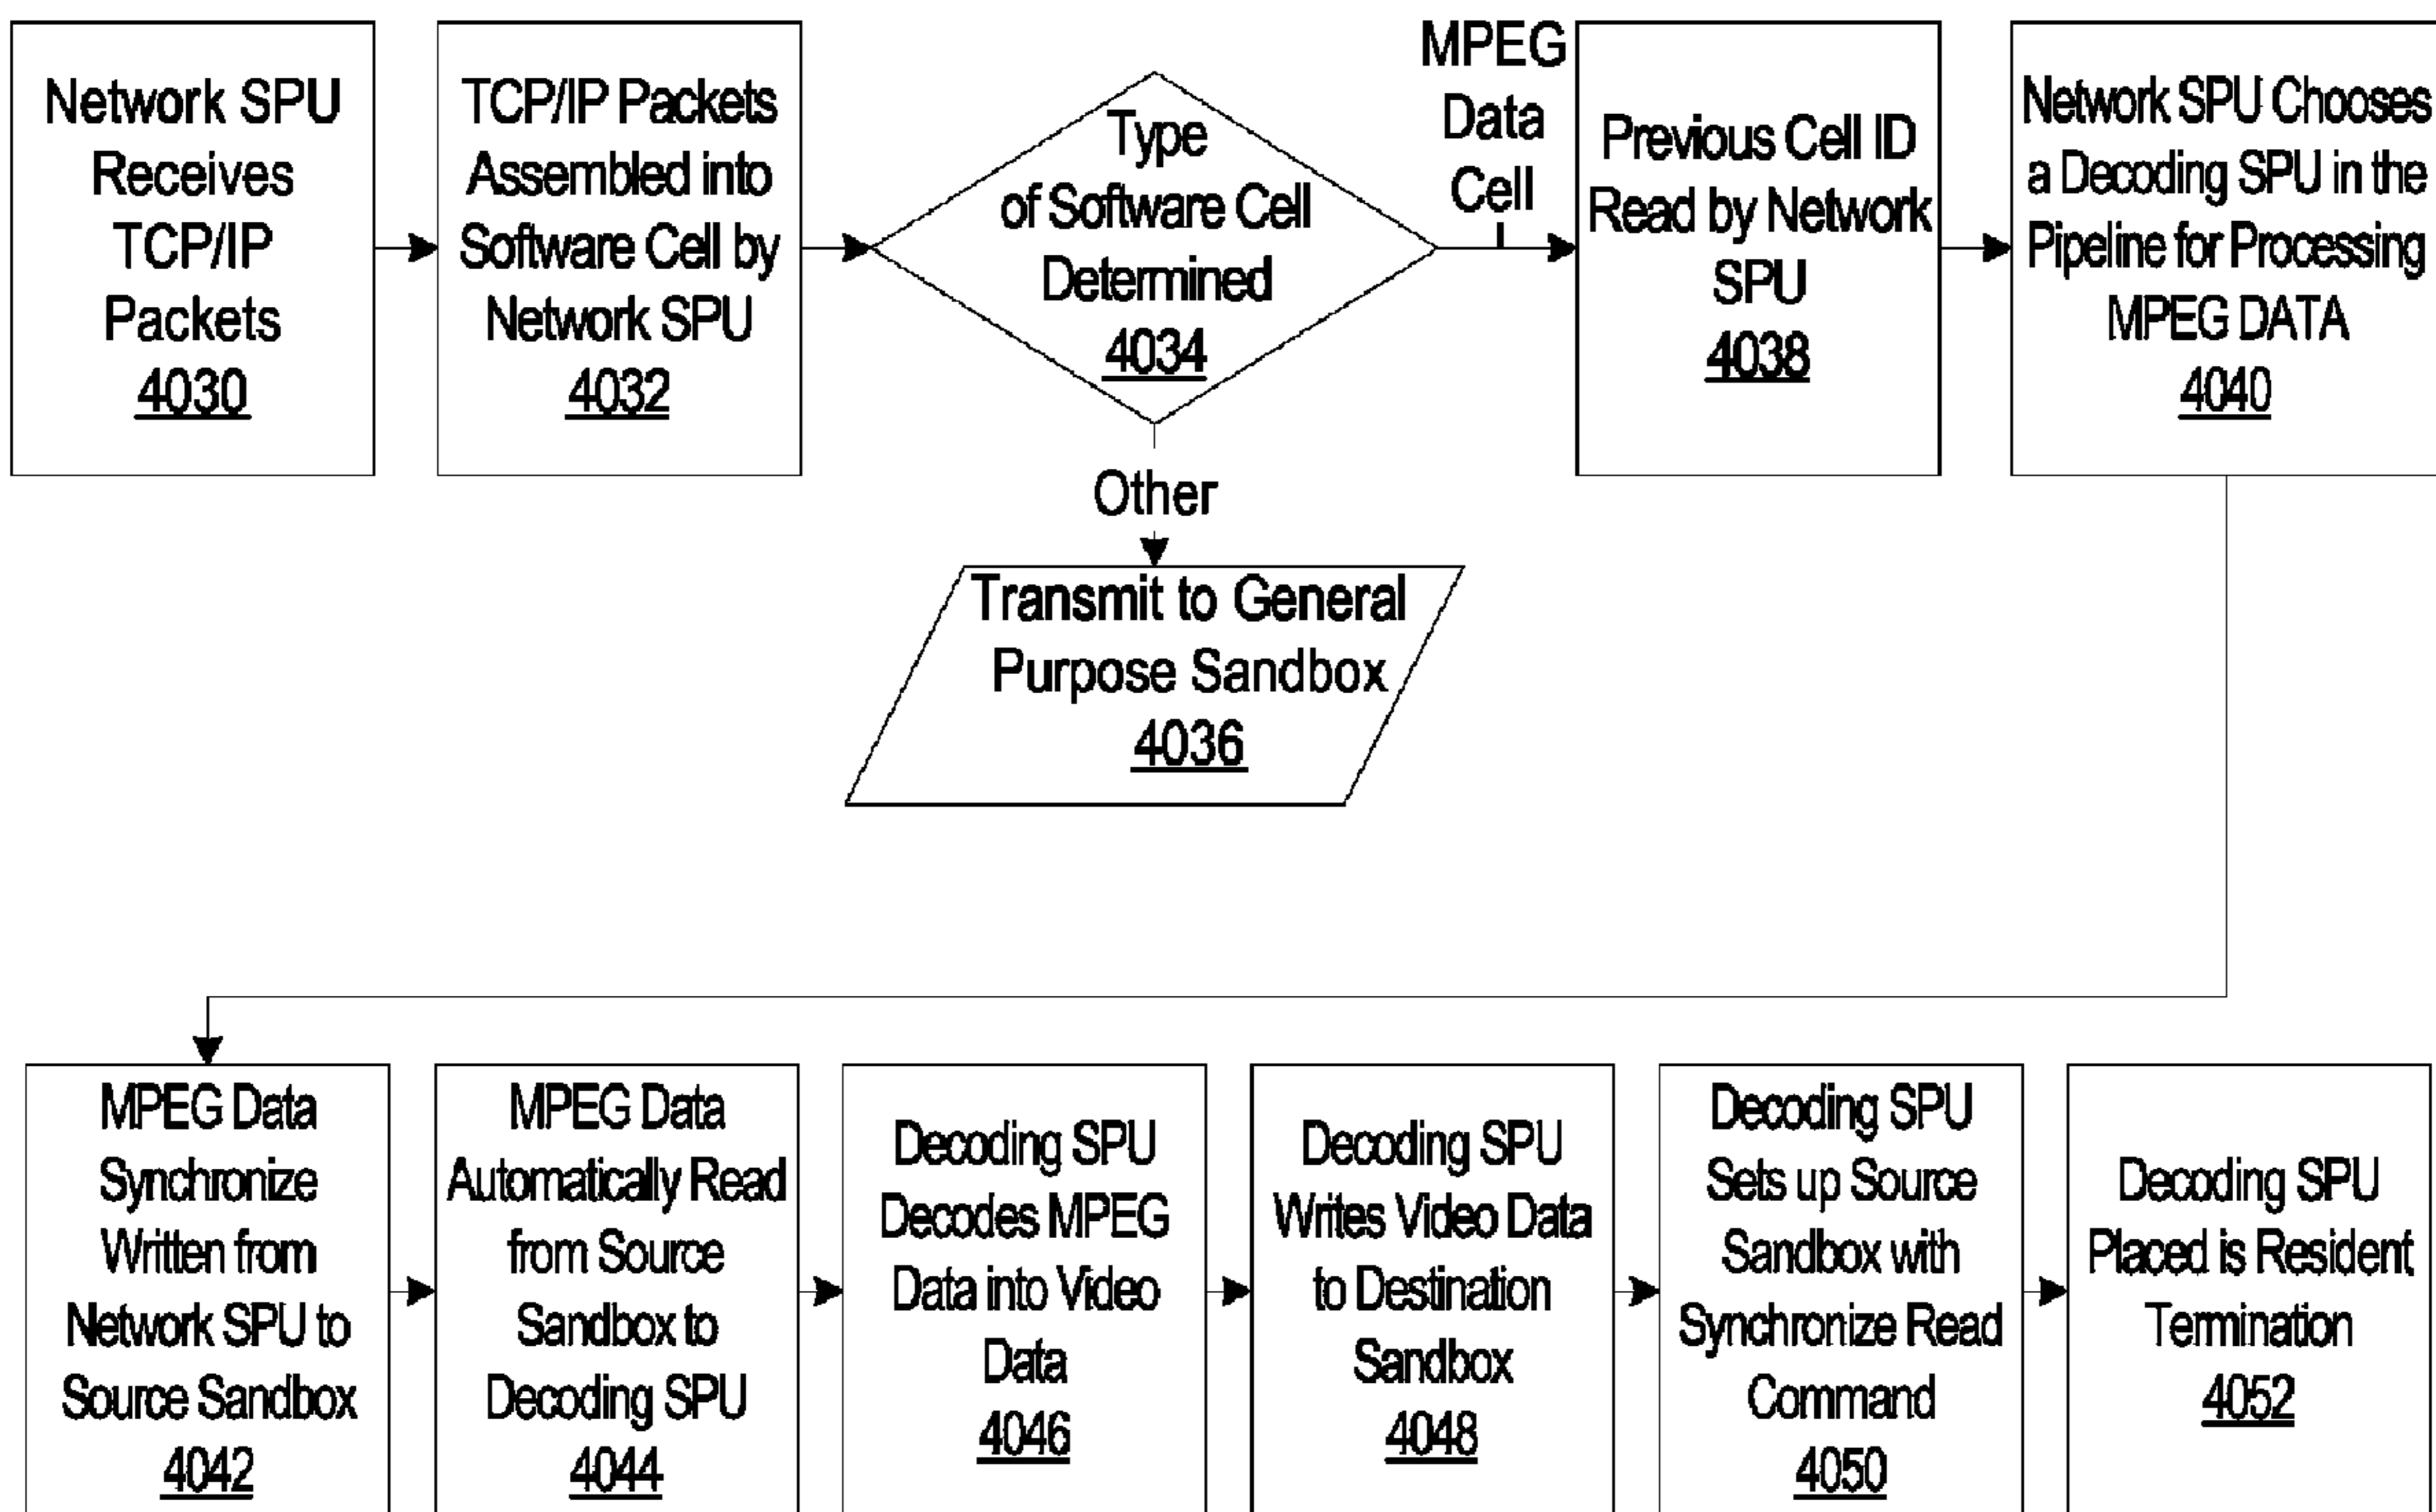 Network SPU
Receives
TCP/IP
Packets
4030
TCP/IP Packets
Assembled into
Software Cell by
Network SPU
4032
Type
of Software Cell
Determined
4034
MPEG
Data
Cell
Previous Cell ID
Read by Network
SPU
4038
Network SPU Chooses
a Decoding SPU in the
Pipeline for Processing
MPEG DATA
4040
Other
Transmit to General
Purpose Sandbox
4036
MPEG Data
Synchronize
Written from
Network SPU to
Source Sandbox
4042
MPEG Data
Automatically Read
from Source
Sandbox to
Decoding SPU
4044
Decoding SPU
Decodes MPEG
Data into Video
Data
4046
Decoding SPU
Writes Video Data
to Destination
Sandbox
4048
Decoding SPU
Sets up Source
Sandbox with
Synchronize Read
Command
4050
Decoding SPU
Placed is Resident
Termination
4052